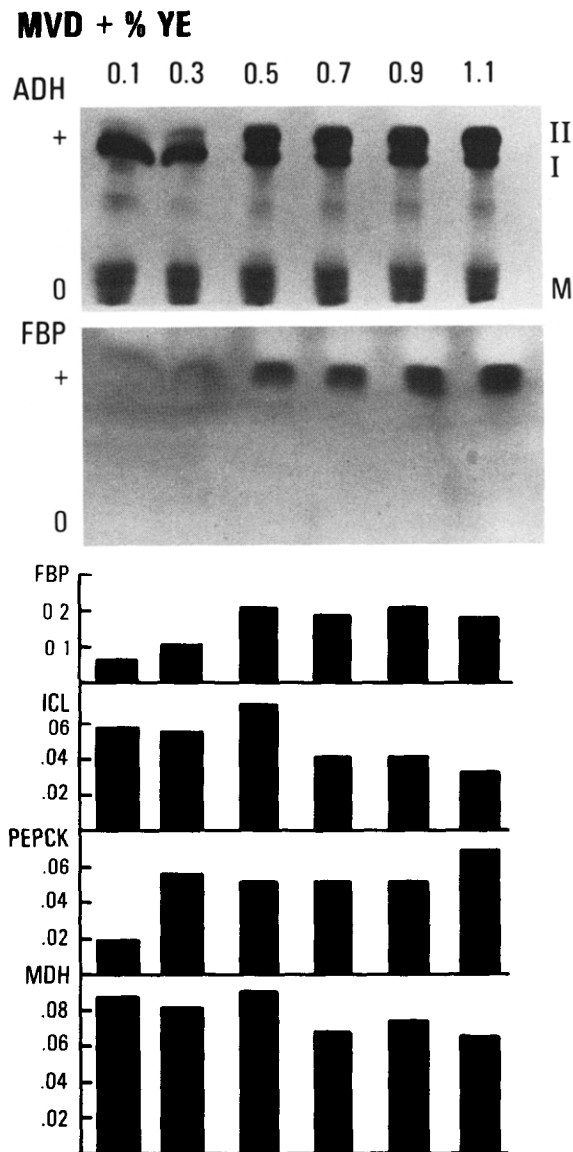 MVD + % YE
ADH 0.1 0.3 0.5 0.7 0.9 1.1
+ II
I
0 M
FBP
+
0
FBP
0 2
0 1
ICL
06
.04
.02
PEPCK
.06
.04
.02
MDH
.08
.06
.04
.02